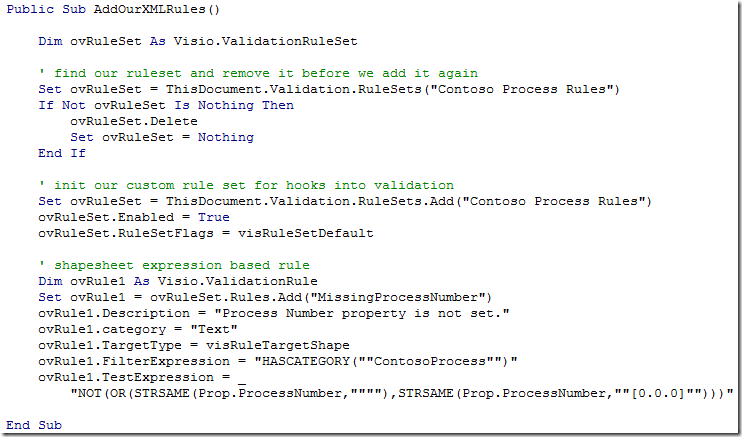 Public Sub AddOurXMLRules()
Dim ovRuleSet As Visio.ValidationRuleSet
' find our ruleset and remove it before we add it again
Set ovRuleSet = ThisDocument.Validation.RuleSets("Contoso Process Rules")
If Not ovRuleSet Is Nothing Then
ovRuleSet.Delete
Set ovRuleSet = Nothing
End If
' init our custom rule set for hooks into validation
Set ovRuleSet = ThisDocument.Validation.RuleSets.Add("Contoso Process Rules")
ovRuleSet.Enabled = True
ovRuleSet.RuleSetFlags = visRuleSetDefault
' shapesheet expression based rule
Dim ovRule1 As Visio.ValidationRule
Set ovRule1 = ovRuleSet.Rules.Add("MissingProcessNumber")
ovRule1.Description = "Process Number property is not set."
ovRule1.category = "Text"
ovRule1.TargetType = visRuleTargetShape
ovRule1.FilterExpression = "HASCATEGORY(""ContosoProcess"")"
ovRule1.TestExpression = _
"NOT(OR(STRSAME(Prop.ProcessNumber,""""),STRSAME(Prop.ProcessNumber,""[0.0.0]"")))"
End Sub